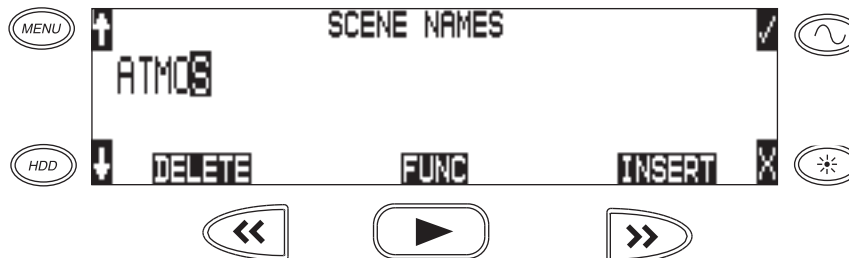 MENU SCENE NAMES
ATMOS
HDD DELETE FUNC INSERT X